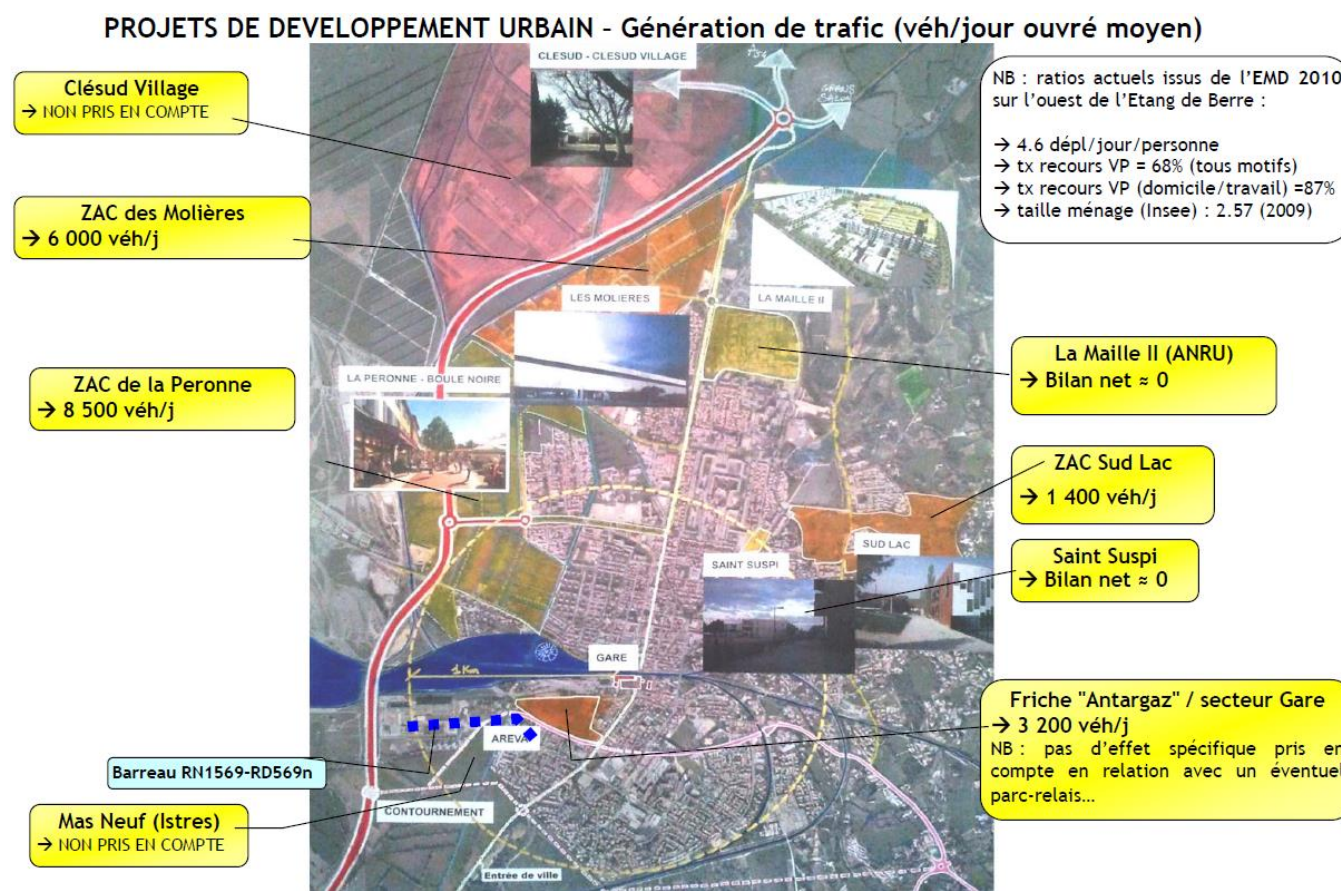 PROJETS DE DEVELOPPEMENT URBAIN - Génération de trafic (véh/jour ouvré moyen)
CLESUD - CLESUD VILLAGE
Clésud Village
→ NON PRIS EN COMPTE
NB : ratios actuels issus de l'EMD 2010
sur l'ouest de l'Etang de Berre :
→ 4.6 dépl/jour/personne
→ tx recours VP = 68% (tous motifs)
→ tx recours VP (domicile/travail) =87%
→ taille ménage (Insee) : 2.57 (2009)
A54
GRANS
SALON
ZAC des Molières
→ 6 000 véh/j
LES MOLIERES
LA MAILLE II
La Maille II (ANRU)
→ Bilan net ≈ 0
ZAC de la Peronne
→ 8 500 véh/j
LA PERONNE - BOULE NOIRE
ZAC Sud Lac
→ 1 400 véh/j
SUD LAC
SAINT SUSPI
Saint Suspi
→ Bilan net ≈ 0
GARE
1 Km
Friche "Antargaz" / secteur Gare
→ 3 200 véh/j
NB : pas d'effet spécifique pris en
compte en relation avec un éventuel
parc-relais...
AREVA
Barreau RN1569-RD569n
CONTOURNEMENT
Mas Neuf (Istres)
→ NON PRIS EN COMPTE
Entrée de ville